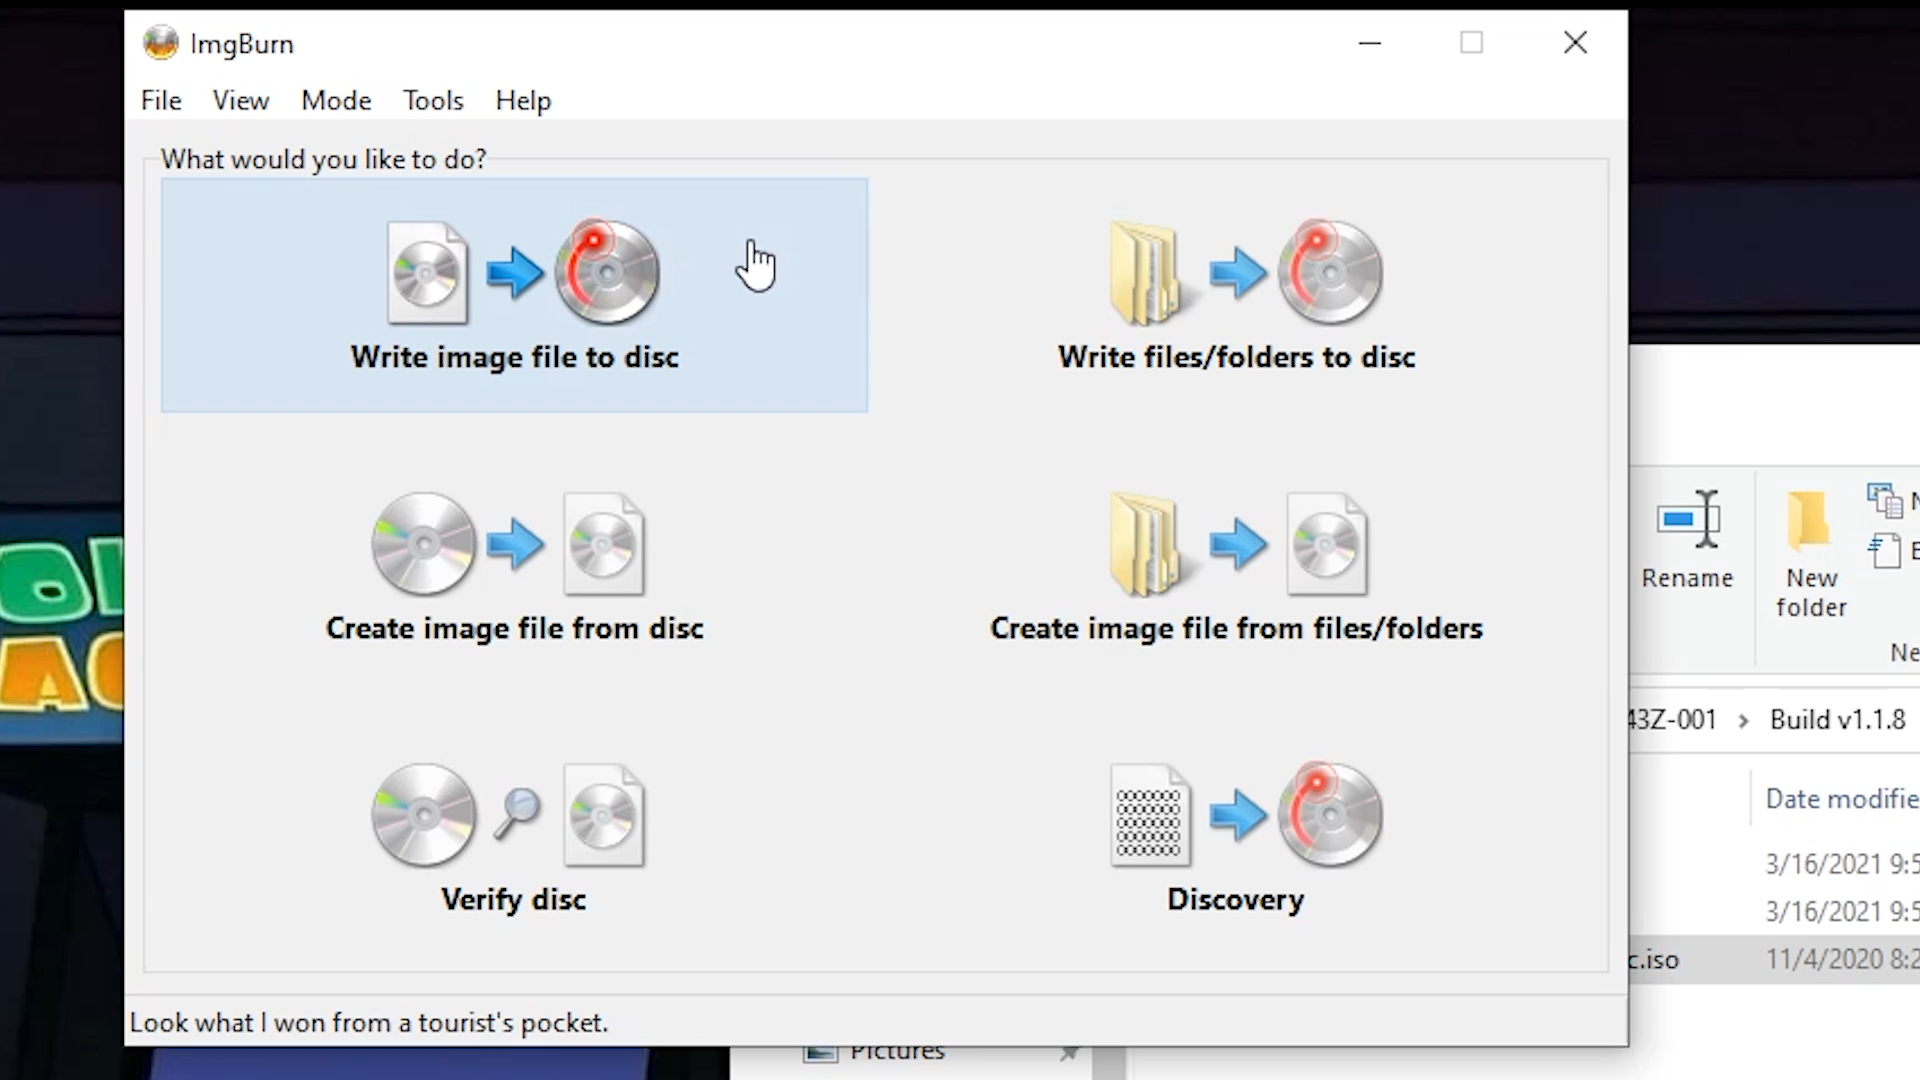 ImgBurn
File View Mode Tools Help
What would you like to do?
Write image file to disc
Write files/folders to disc
Create image file from disc
Create image file from files/folders
Verify disc
Discovery
Look what I won from a tourist's pocket.
Rename
New
folder
43Z-001 > Build v1.1.8
Date modifie
3/16/2021 9:5
3/16/2021 9:5
c.iso 11/4/2020 8:2
Pictures